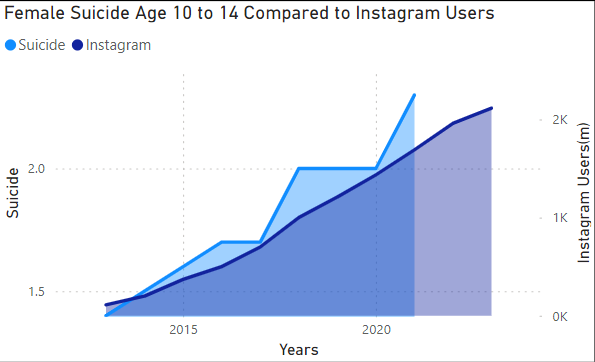 Female Suicide Age 10 to 14 Compared to Instagram Users
Suicide Instagram
2.0
1.5
Suicide
2K
1K
0K
Instagram Users(m)
2015 2020
Years